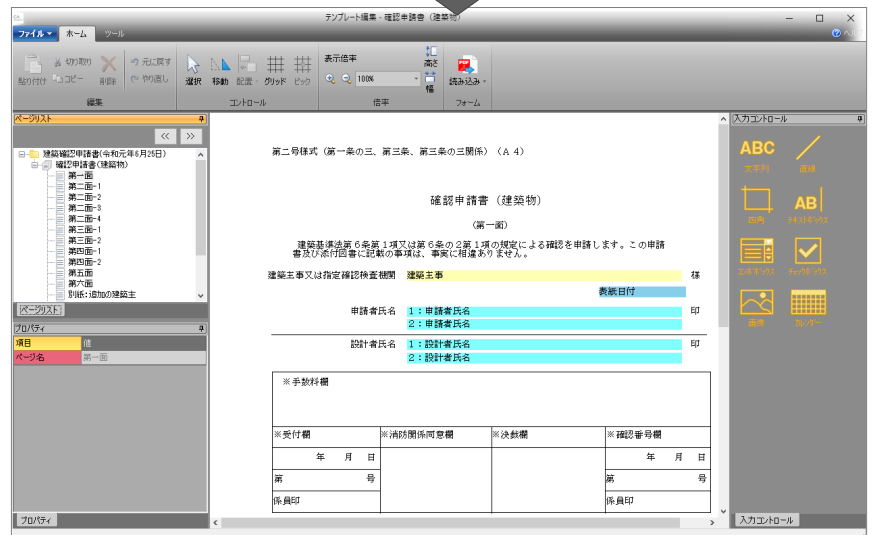 テンプレート編集 - 確認申請書（建築物）
ファイル ホーム ツール
貼り付け 切り取り コピー 削除 元に戻す やり直し
選択 移動 配置 グリッド ピック
表示倍率
100%
高さ
幅
読み込み
編集 コントロール 倍率 フォーム
ページリスト
<< >>
建築確認申請書(令和元年6月25日)
確認申請書(建築物)
第一面
第二面-1
第二面-2
第二面-3
第二面-4
第三面-1
第三面-2
第四面-1
第四面-2
第五面
第六面
別紙:追加の建築主
ページリスト
プロパティ
項目 値
ページ名 第一面
プロパティ
第二号様式（第一条の三、第三条、第三条の三関係）（A 4）
確認申請書（建築物）
（第一面）
建築基準法第６条第１項又は第６条の２第１項の規定による確認を申請します。この申請
書及び添付図書に記載の事項は、事実に相違ありません。
建築主事又は指定確認検査機関 建築主事 様
表紙日付
申請者氏名 1：申請者氏名 印
2：申請者氏名
設計者氏名 1：設計者氏名 印
2：設計者氏名
※手数料欄
※受付欄 ※消防関係同意欄 ※決裁欄 ※確認番号欄
年 月 日 年 月 日
第 号 第 号
係員印 係員印
入力コントロール
ABC
文字列 直線
AB
四角 テキストボックス
コンボボックス チェックボックス
画像 カレンダー
入力コントロール